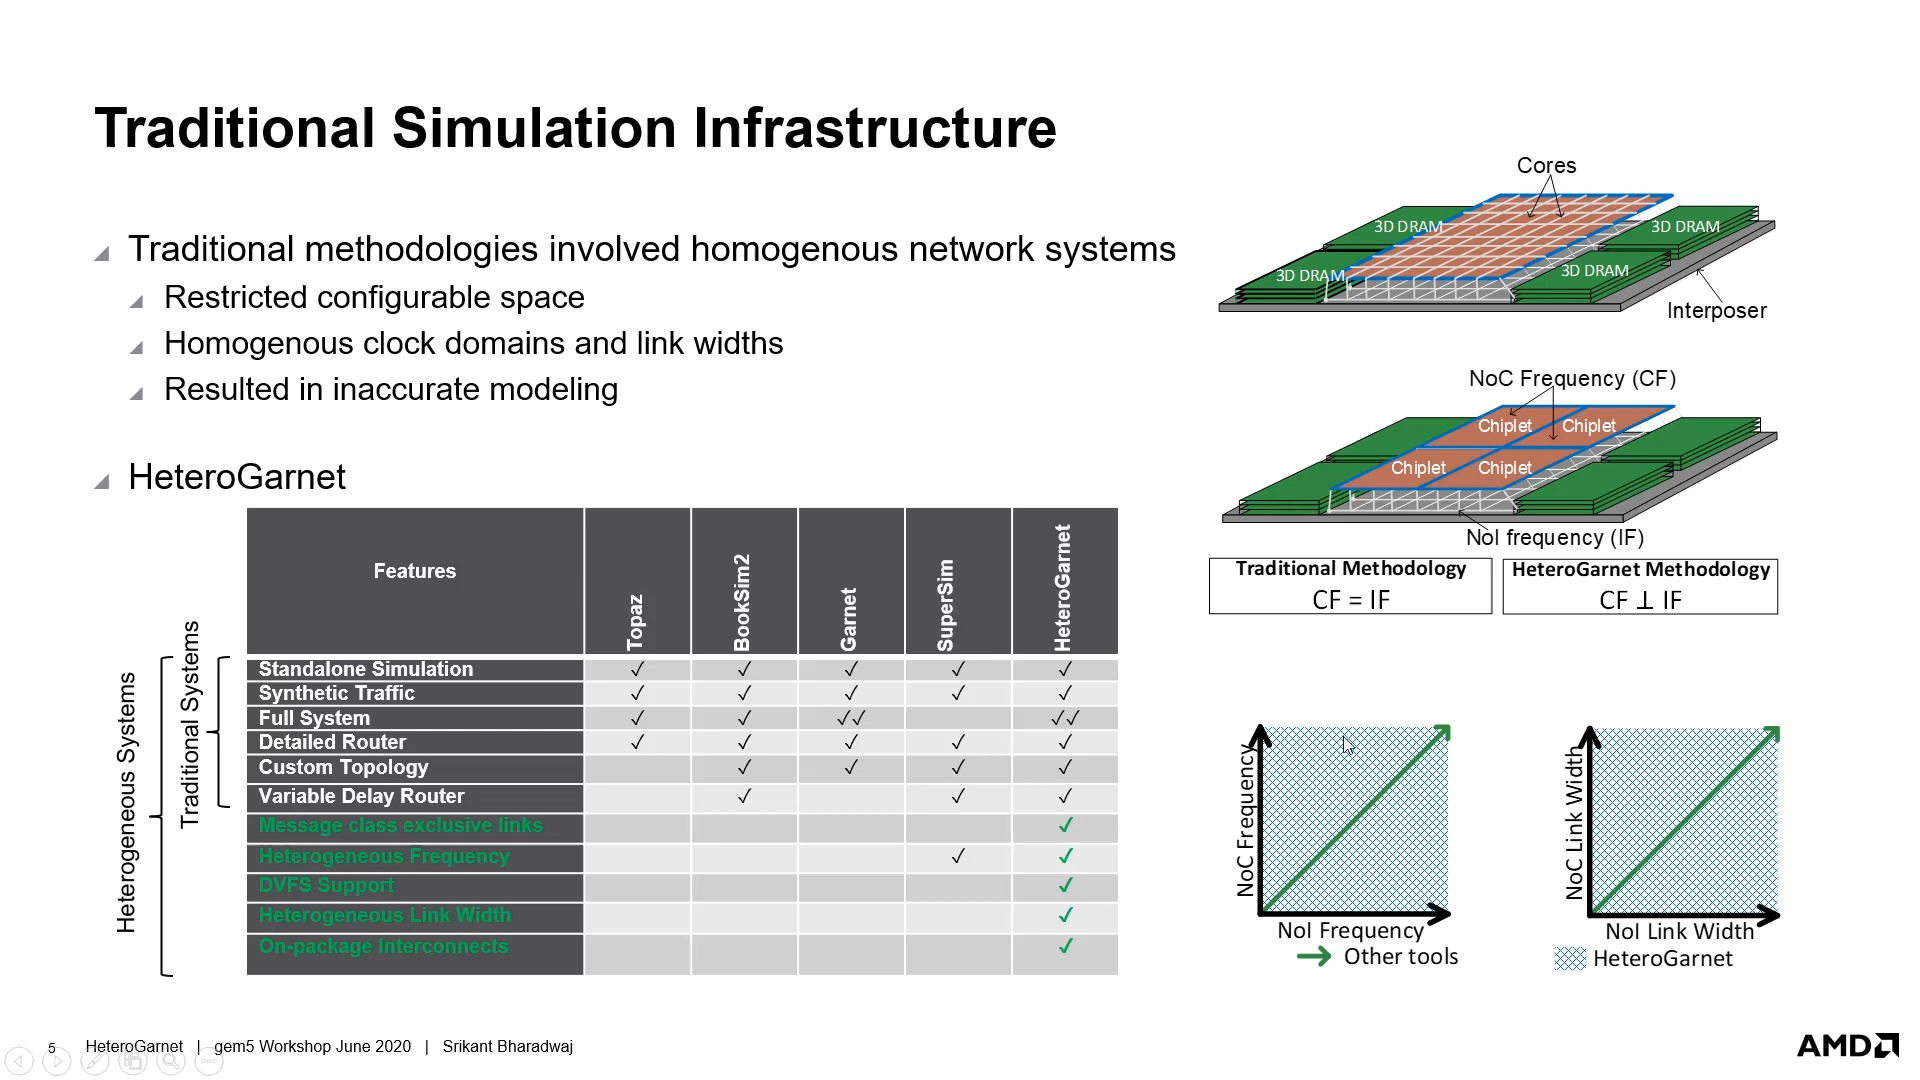 Traditional Simulation Infrastructure
Traditional methodologies involved homogenous network systems
Restricted configurable space
Homogenous clock domains and link widths
Resulted in inaccurate modeling
HeteroGarnet
Features
Topaz
BookSim2
Garnet
SuperSim
HeteroGarnet
Heterogeneous Systems
Traditional Systems
Standalone Simulation ✓ ✓ ✓ ✓ ✓
Synthetic Traffic ✓ ✓ ✓ ✓ ✓
Full System ✓ ✓ ✓✓ ✓✓
Detailed Router ✓ ✓ ✓ ✓ ✓
Custom Topology ✓ ✓ ✓ ✓
Variable Delay Router ✓ ✓ ✓
Message class exclusive links ✓
Heterogeneous Frequency ✓ ✓
DVFS Support ✓
Heterogeneous Link Width ✓
On-package Interconnects ✓
Cores
3D DRAM
3D DRAM
3D DRAM
3D DRAM
Interposer
NoC Frequency (CF)
Chiplet
Chiplet
Chiplet
Chiplet
NoI frequency (IF)
Traditional Methodology
CF = IF
HeteroGarnet Methodology
CF ⊥ IF
NoC Frequency
NoI Frequency
NoC Link Width
NoI Link Width
Other tools
HeteroGarnet
5
HeteroGarnet | gem5 Workshop June 2020 | Srikant Bharadwaj
AMD